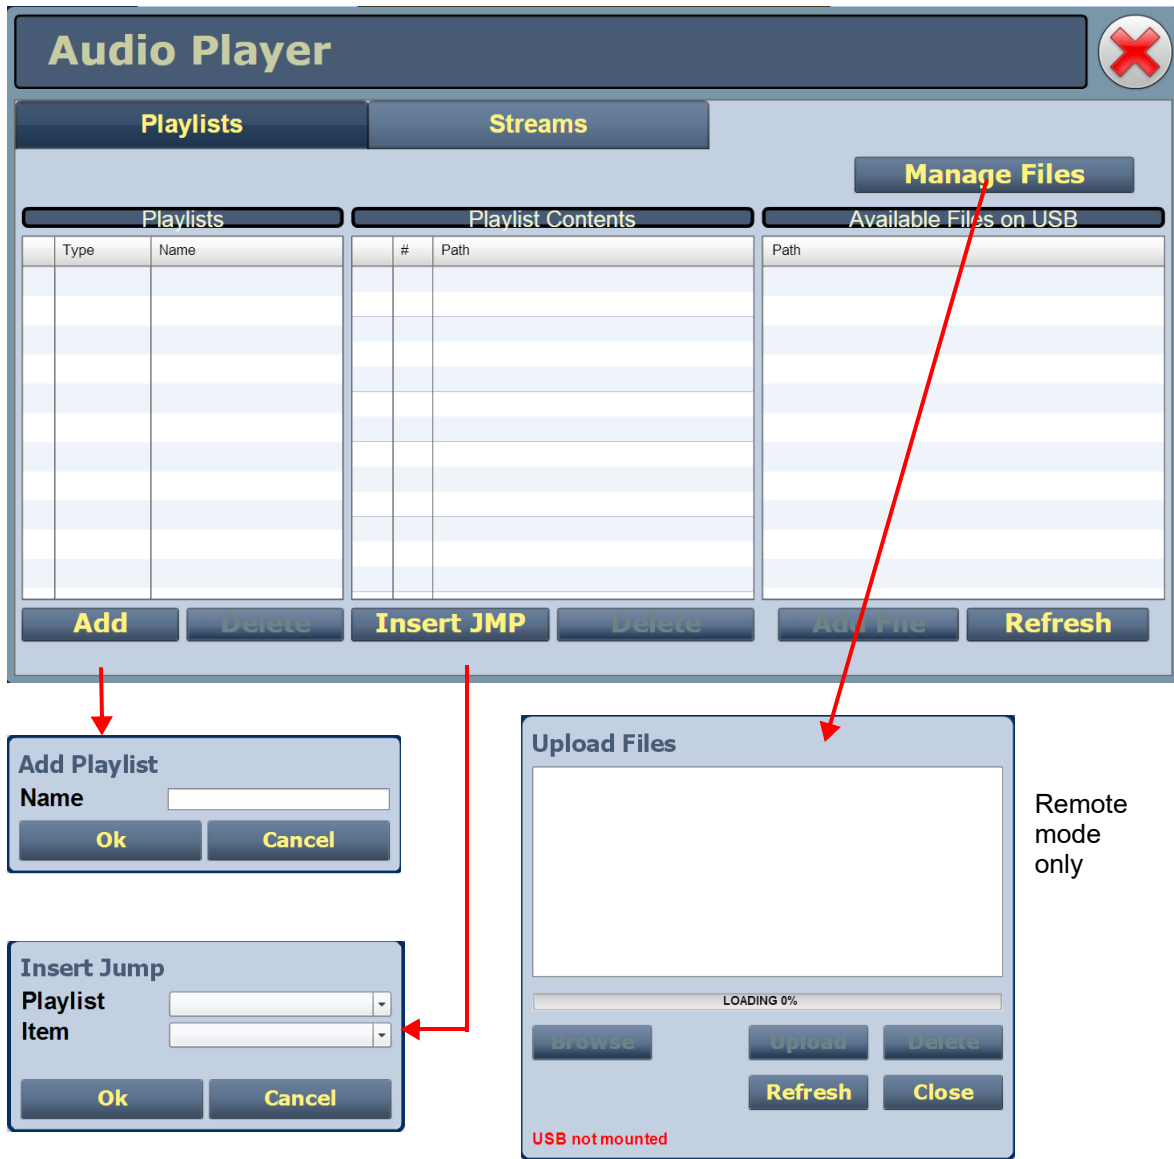 Audio Player
Playlists
Streams
Manage Files
Playlists
Playlist Contents
Available Files on USB
Type
Name
#
Path
Path
Add
Delete
Insert JMP
Delete
Add File
Refresh
Add Playlist
Name
Ok
Cancel
Insert Jump
Playlist
Item
Ok
Cancel
Upload Files
LOADING 0%
Browse
Upload
Delete
Refresh
Close
USB not mounted
Remote
mode
only